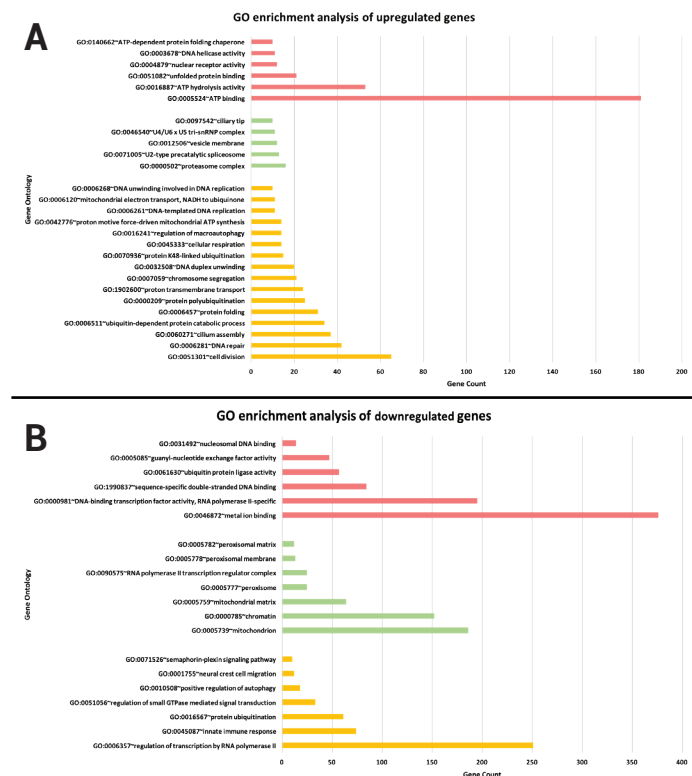 GO enrichment analysis of upregulated genes
A
GO:0140662~ATP-dependent protein folding chaperone
GO:0003678~DNA helicase activity
GO:0004879~nuclear receptor activity
GO:0051082~unfolded protein binding
GO:0016887~ATP hydrolysis activity
GO:0005524~ATP binding
GO:0097542~ciliary tip
GO:0046540~U4/U6 x U5 tri-snRNP complex
GO:0012506~vesicle membrane
GO:0071005~U2-type precatalytic spliceosome
GO:0000502~proteasome complex
GO:0006268~DNA unwinding involved in DNA replication
GO:0006120~mitochondrial electron transport, NADH to ubiquinone
GO:0006261~DNA-templated DNA replication
GO:0042776~proton motive force-driven mitochondrial ATP synthesis
GO:0016241~regulation of macroautophagy
GO:0045333~cellular respiration
GO:0070936~protein K48-linked ubiquitination
GO:0032508~DNA duplex unwinding
GO:0007059~chromosome segregation
GO:1902600~proton transmembrane transport
GO:0000209~protein polyubiquitination
GO:0006457~protein folding
GO:0006511~ubiquitin-dependent protein catabolic process
GO:0060271~cilium assembly
GO:0006281~DNA repair
GO:0051301~cell division
Gene Ontology
0 20 40 60 80 100 120 140 160 180 200
Gene Count
GO enrichment analysis of downregulated genes
B
GO:0031492~nucleosomal DNA binding
GO:0005085~guanyl-nucleotide exchange factor activity
GO:0061630~ubiquitin protein ligase activity
GO:1990837~sequence-specific double-stranded DNA binding
GO:0000981~DNA-binding transcription factor activity, RNA polymerase II-specific
GO:0046872~metal ion binding
GO:0005782~peroxisomal matrix
GO:0005778~peroxisomal membrane
GO:0090575~RNA polymerase II transcription regulator complex
GO:0005777~peroxisome
GO:0005759~mitochondrial matrix
GO:0000785~chromatin
GO:0005739~mitochondrion
GO:0071526~semaphorin-plexin signaling pathway
GO:0001755~neural crest cell migration
GO:0010508~positive regulation of autophagy
GO:0051056~regulation of small GTPase mediated signal transduction
GO:0016567~protein ubiquitination
GO:0045087~innate immune response
GO:0006357~regulation of transcription by RNA polymerase II
Gene Ontology
0 50 100 150 200 250 300 350 400
Gene Count